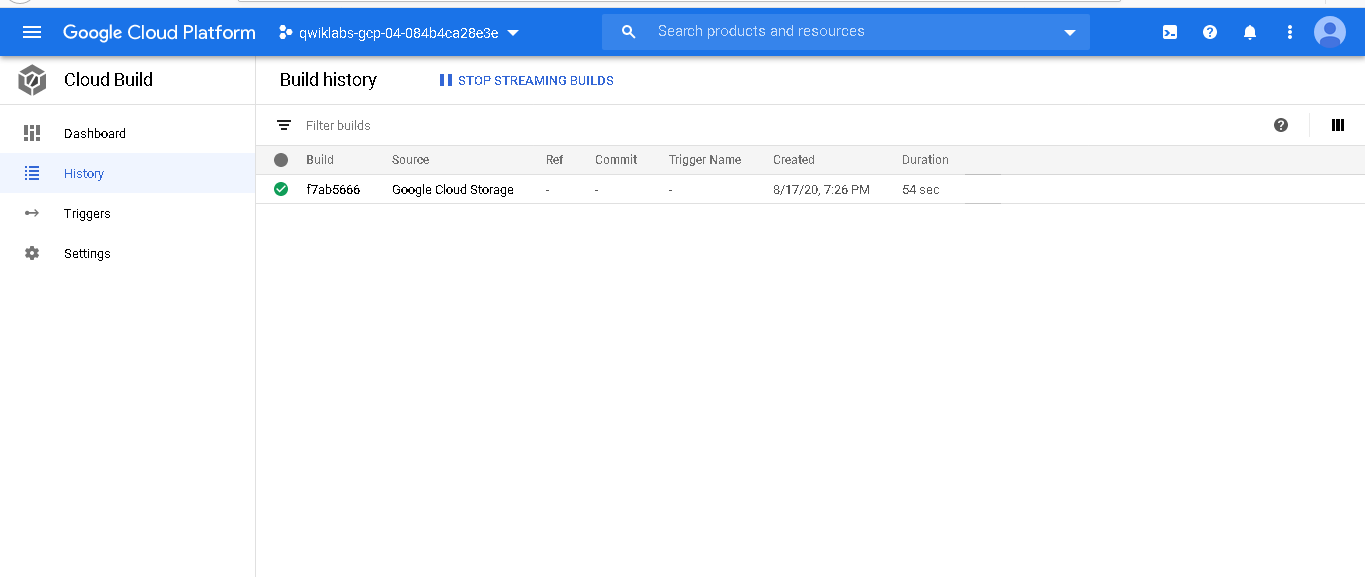 Google Cloud Platform qwiklabs-gcp-04-084b4ca28e3e Search products and resources
Cloud Build Build history STOP STREAMING BUILDS
Dashboard Filter builds
Build Source Ref Commit Trigger Name Created Duration
History
f7ab5666 Google Cloud Storage - - - 8/17/20, 7:26 PM 54 sec
Triggers
Settings